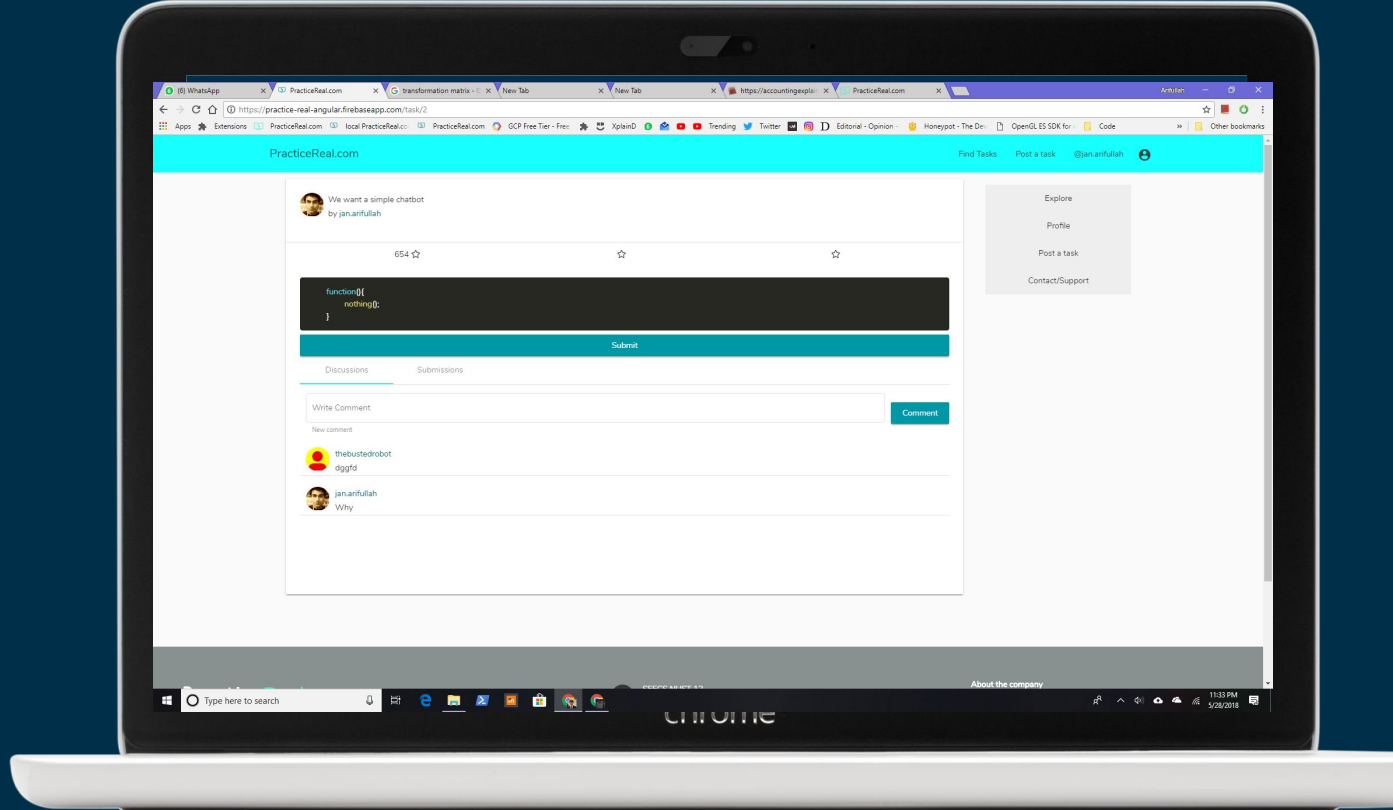 (6) WhatsApp PracticeReal.com transformation matrix New Tab New Tab https://accountingexplai PracticeReal.com Arifullah
https://practice-real-angular.firebaseapp.com/task/2
Apps Extensions PracticeReal.com local PracticeReal.co PracticeReal.com GCP Free Tier - Free XplainD Trending Twitter Editorial - Opinion - Honeypot - The Dev OpenGL ES SDK for Code » Other bookmarks
PracticeReal.com Find Tasks Post a task @jan.arifullah
We want a simple chatbot
by jan.arifullah
654
function(){
nothing();
}
Submit
Discussions Submissions
Write Comment
Comment
New comment
thebustedrobot
dggfd
jan.arifullah
Why
Explore
Profile
Post a task
Contact/Support
About the company
Type here to search
11:33 PM
5/28/2018
chrome